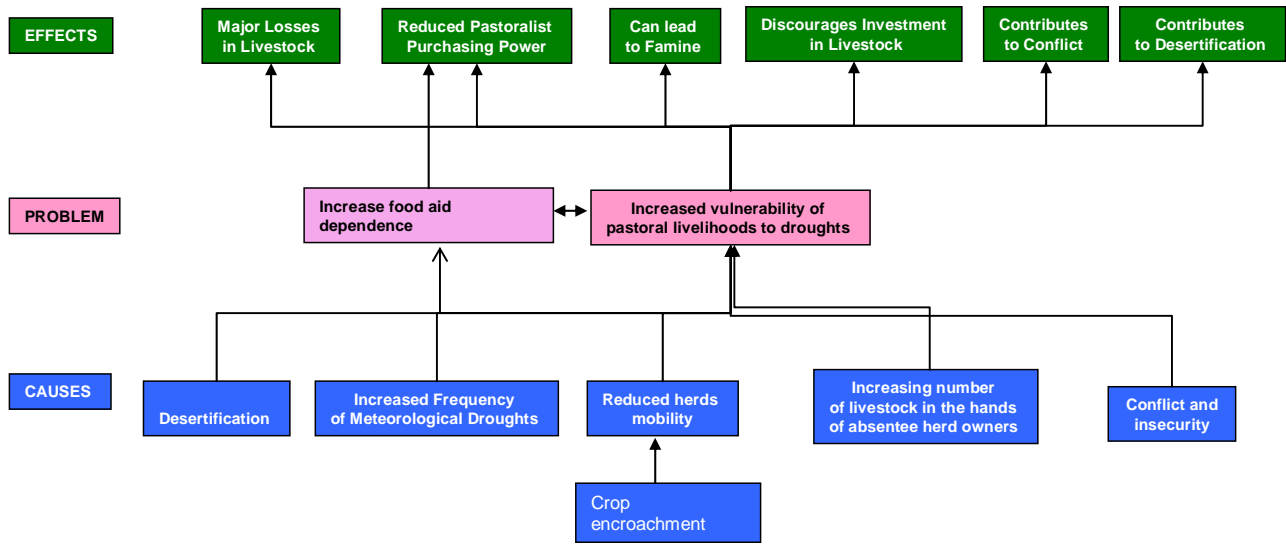 EFFECTS
Major Losses
in Livestock
Reduced Pastoralist
Purchasing Power
Can lead
to Famine
Discourages Investment
in Livestock
Contributes
to Conflict
Contributes
to Desertification
PROBLEM
Increase food aid
dependence
Increased vulnerability of
pastoral livelihoods to droughts
CAUSES
Desertification
Increased Frequency
of Meteorological Droughts
Reduced herds
mobility
Increasing number
of livestock in the hands
of absentee herd owners
Conflict and
insecurity
Crop
encroachment